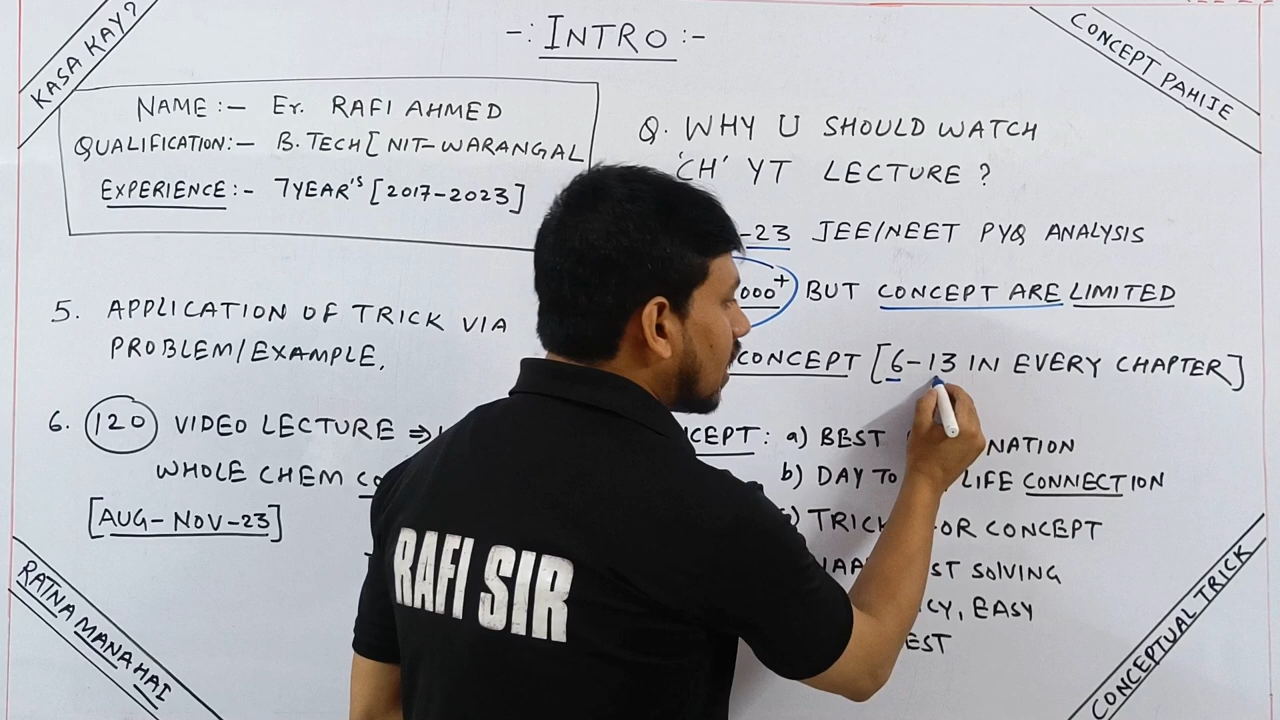 KASA KAY?
-: INTRO :-
CONCEPT PAHIJE
NAME :- Er. RAFI AHMED
QUALIFICATION:- B.TECH [NIT-WARANGAL
EXPERIENCE :- 7YEAR'S [2017-2023]
Q. WHY U SHOULD WATCH
'CH' YT LECTURE ?
-23 JEE/NEET PYQ ANALYSIS
000+ BUT CONCEPT ARE LIMITED
CONCEPT [6-13 IN EVERY CHAPTER]
CEPT: a) BEST NATION
b) DAY TO LIFE CONNECTION
c) TRICK FOR CONCEPT
ST SOLVING
CY, EASY
EST
5. APPLICATION OF TRICK VIA
PROBLEM/EXAMPLE.
6. 120 VIDEO LECTURE ⇒
WHOLE CHEM CO
[AUG-NOV-23]
RATNA MANA HAI
CONCEPTUAL TRICK
RAFI SIR